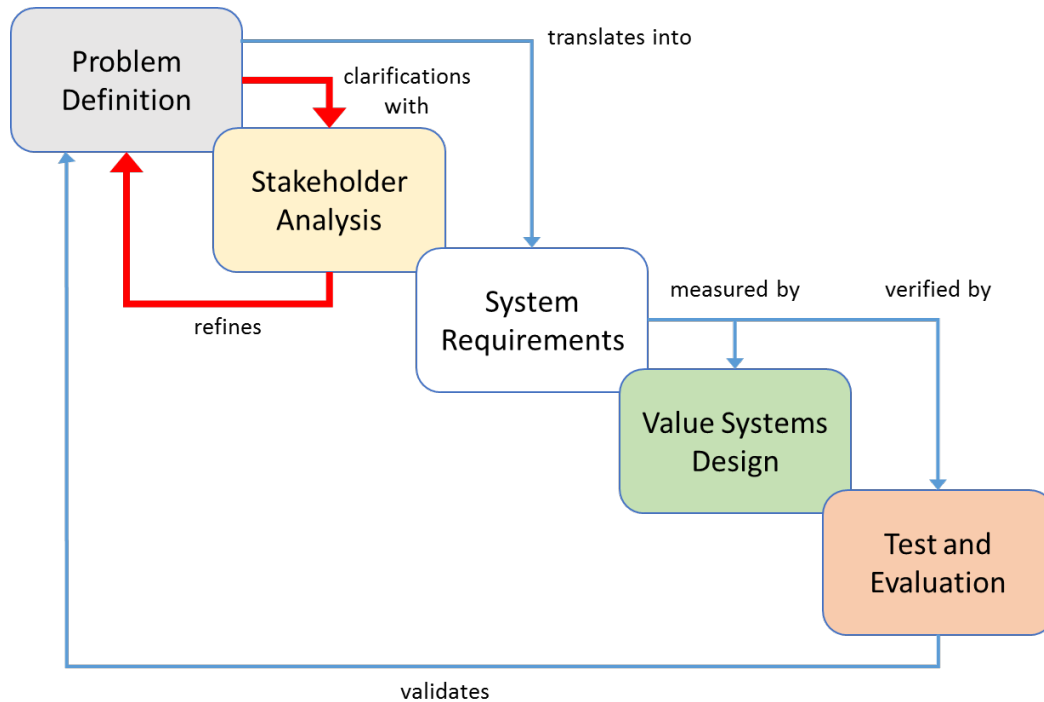 Problem
Definition
translates into
clarifications
with
Stakeholder
Analysis
refines
System
Requirements
measured by
verified by
Value Systems
Design
Test and
Evaluation
validates